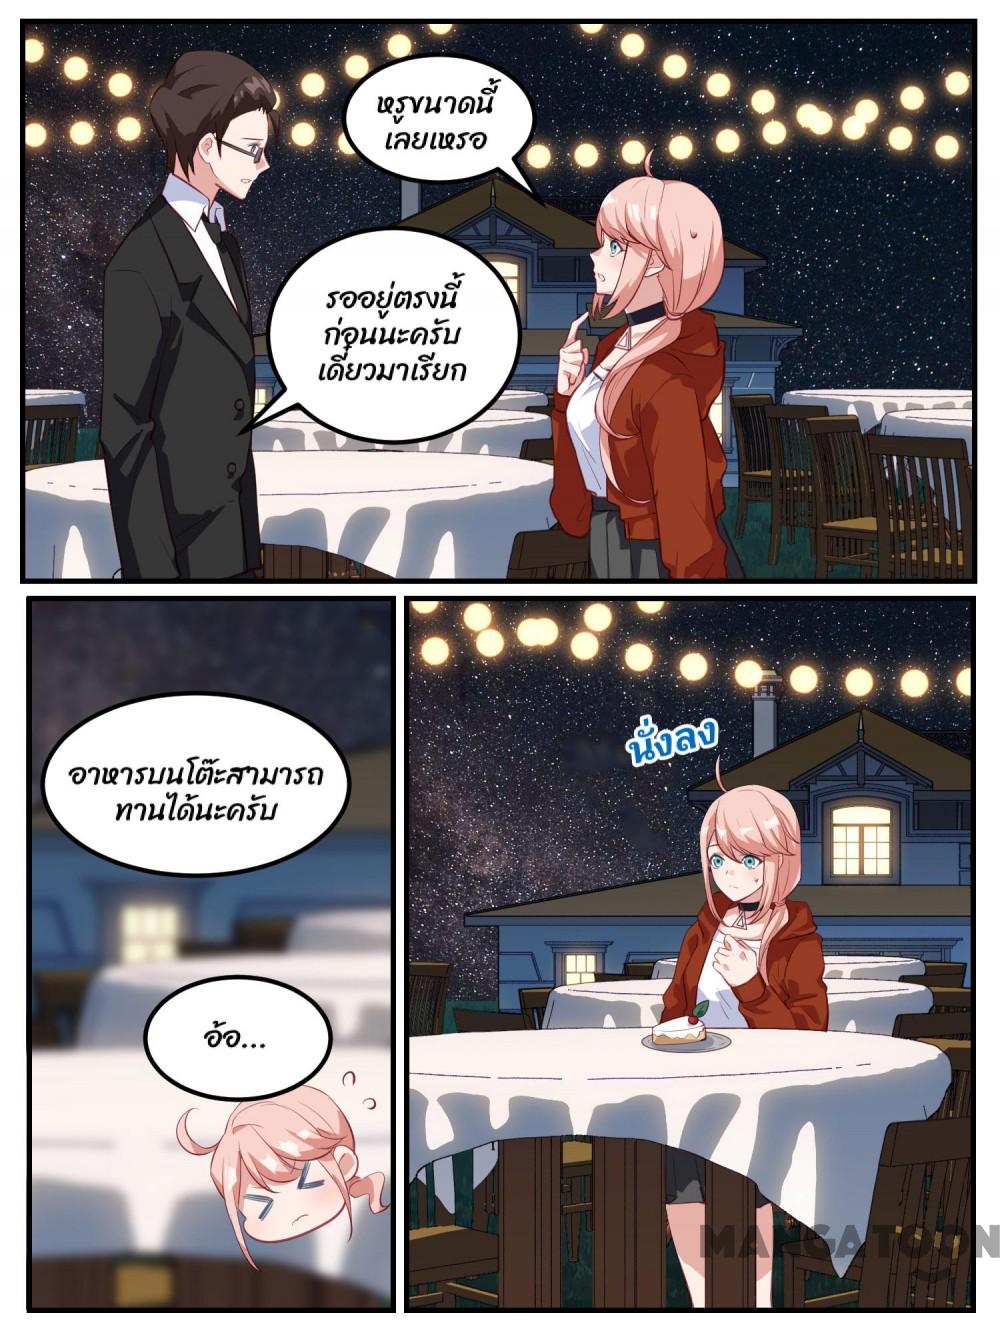 หรูขนาดนี้
เลยเหรอ
รออยู่ตรงนี้
ก่อนนะครับ
เดี๋ยวมาเรียก
อาหารบนโต๊ะสามารถ
ทานได้นะครับ
อ้อ...
นั่งลง
MANGATOON